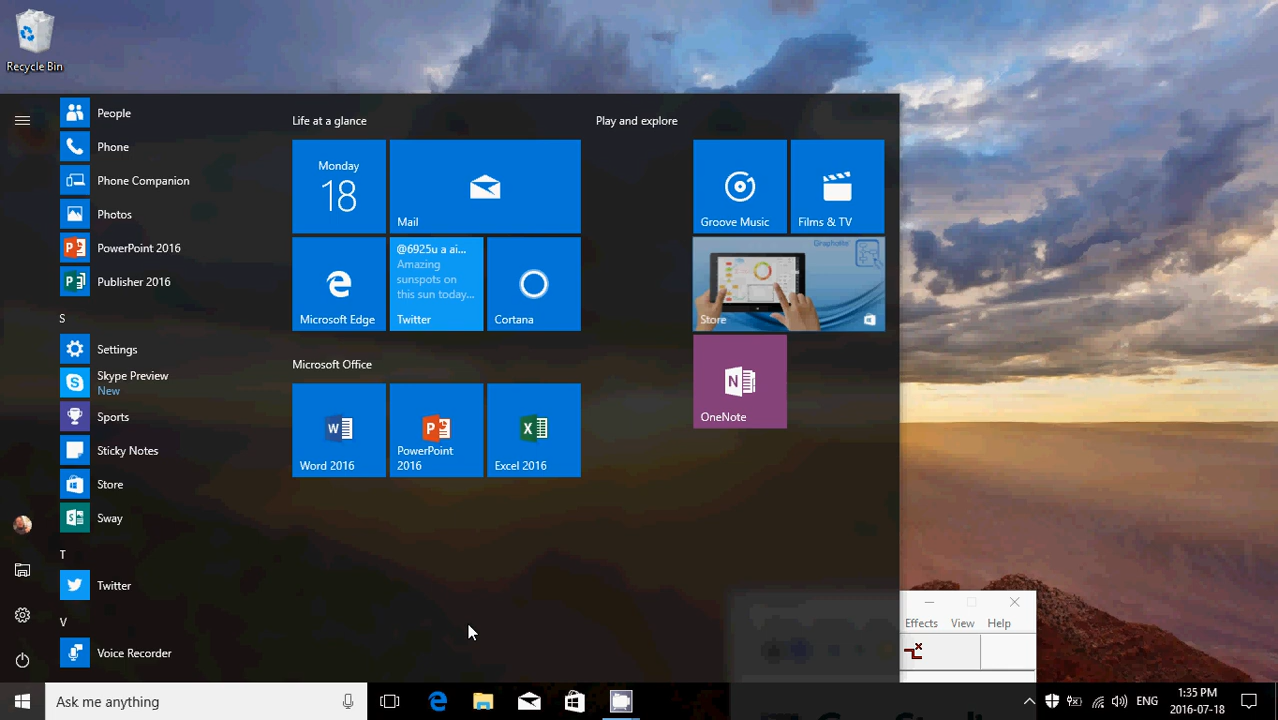 Recycle Bin
People
Phone
Phone Companion
Photos
PowerPoint 2016
Publisher 2016
S
Settings
Skype Preview
New
Sports
Sticky Notes
Store
Sway
T
Twitter
V
Voice Recorder
Life at a glance
Monday
18
Mail
Microsoft Edge
@6925u a ai...
Amazing
sunspots on
this sun today...
Twitter
Cortana
Microsoft Office
Word 2016
PowerPoint
2016
Excel 2016
Play and explore
Groove Music
Films & TV
Grapholite
Store
OneNote
Effects View Help
Ask me anything
ENG
1:35 PM
2016-07-18